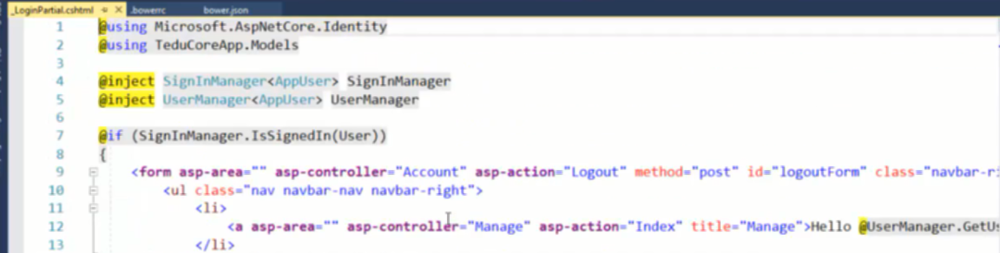 _LoginPartial.cshtml .bowerrc bower.json
1 @using Microsoft.AspNetCore.Identity
2 @using TeduCoreApp.Models
3
4 @inject SignInManager<AppUser> SignInManager
5 @inject UserManager<AppUser> UserManager
6
7 @if (SignInManager.IsSignedIn(User))
8 {
9 <form asp-area="" asp-controller="Account" asp-action="Logout" method="post" id="logoutForm" class="navbar-ri
10 <ul class="nav navbar-nav navbar-right">
11 <li>
12 <a asp-area="" asp-controller="Manage" asp-action="Index" title="Manage">Hello @UserManager.GetUs
13 </li>